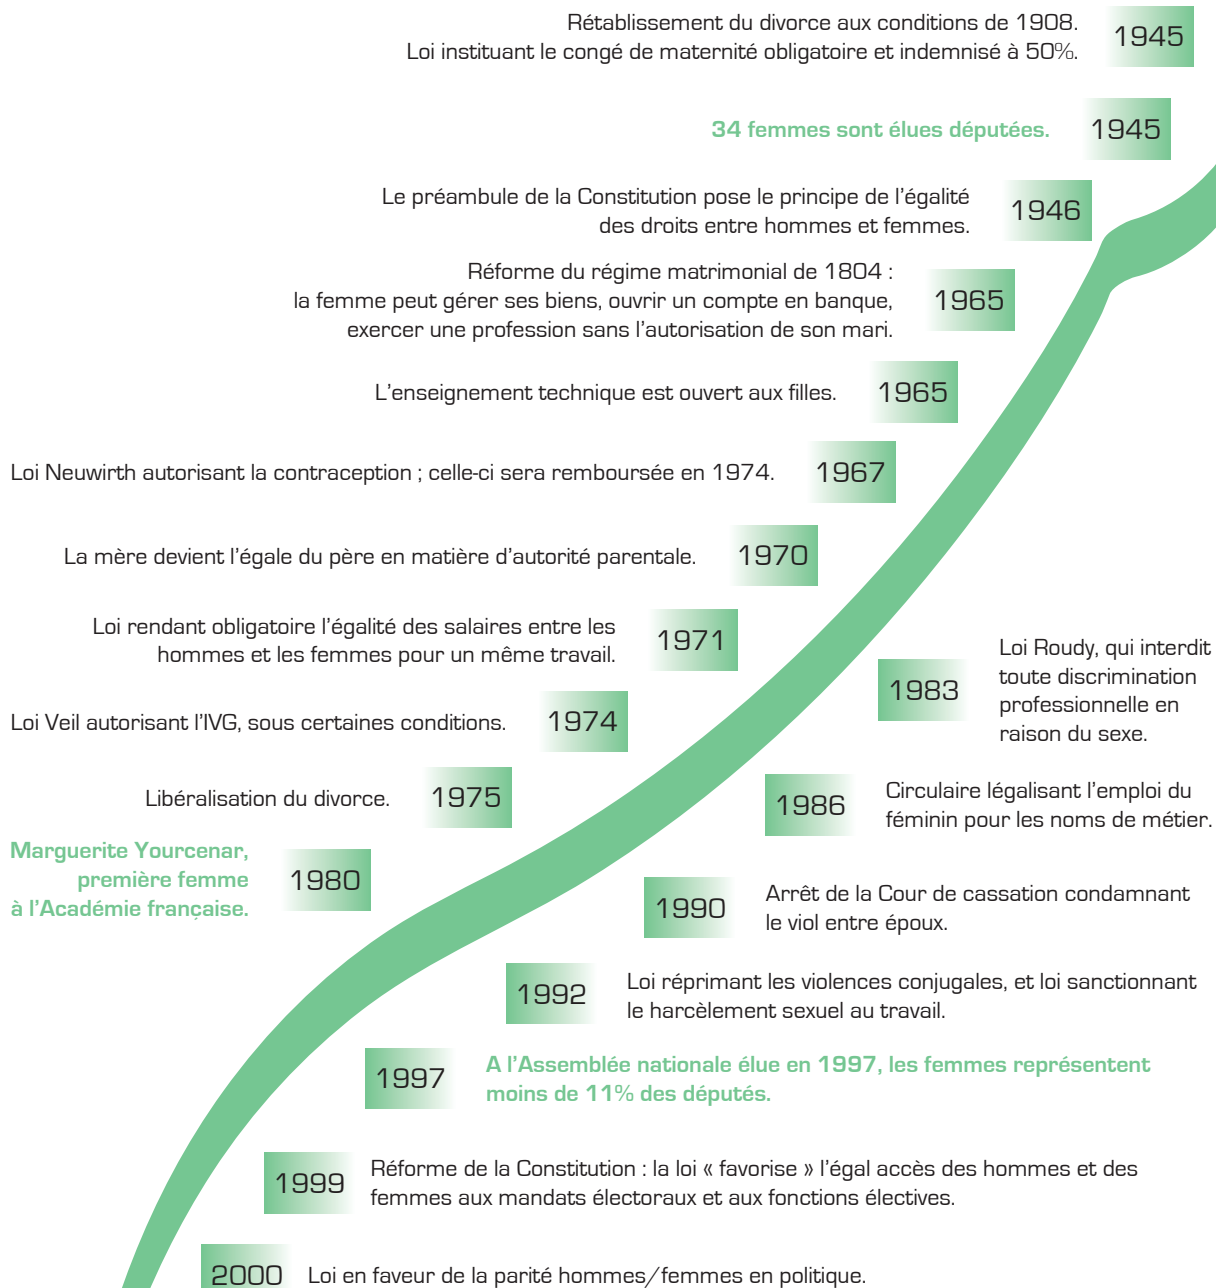 Rétablissement du divorce aux conditions de 1908.
Loi instituant le congé de maternité obligatoire et indemnisé à 50%.
1945
34 femmes sont élues députées.
1945
Le préambule de la Constitution pose le principe de l'égalité
des droits entre hommes et femmes.
1946
Réforme du régime matrimonial de 1804 :
la femme peut gérer ses biens, ouvrir un compte en banque,
exercer une profession sans l'autorisation de son mari.
1965
L'enseignement technique est ouvert aux filles.
1965
Loi Neuwirth autorisant la contraception ; celle-ci sera remboursée en 1974.
1967
La mère devient l'égale du père en matière d'autorité parentale.
1970
Loi rendant obligatoire l'égalité des salaires entre les
hommes et les femmes pour un même travail.
1971
Loi Veil autorisant l'IVG, sous certaines conditions.
1974
Libéralisation du divorce.
1975
Marguerite Yourcenar,
première femme
à l'Académie française.
1980
1983
Loi Roudy, qui interdit
toute discrimination
professionnelle en
raison du sexe.
1986
Circulaire légalisant l'emploi du
féminin pour les noms de métier.
1990
Arrêt de la Cour de cassation condamnant
le viol entre époux.
1992
Loi réprimant les violences conjugales, et loi sanctionnant
le harcèlement sexuel au travail.
1997
A l'Assemblée nationale élue en 1997, les femmes représentent
moins de 11% des députés.
1999
Réforme de la Constitution : la loi « favorise » l'égal accès des hommes et des
femmes aux mandats électoraux et aux fonctions électives.
2000
Loi en faveur de la parité hommes/femmes en politique.